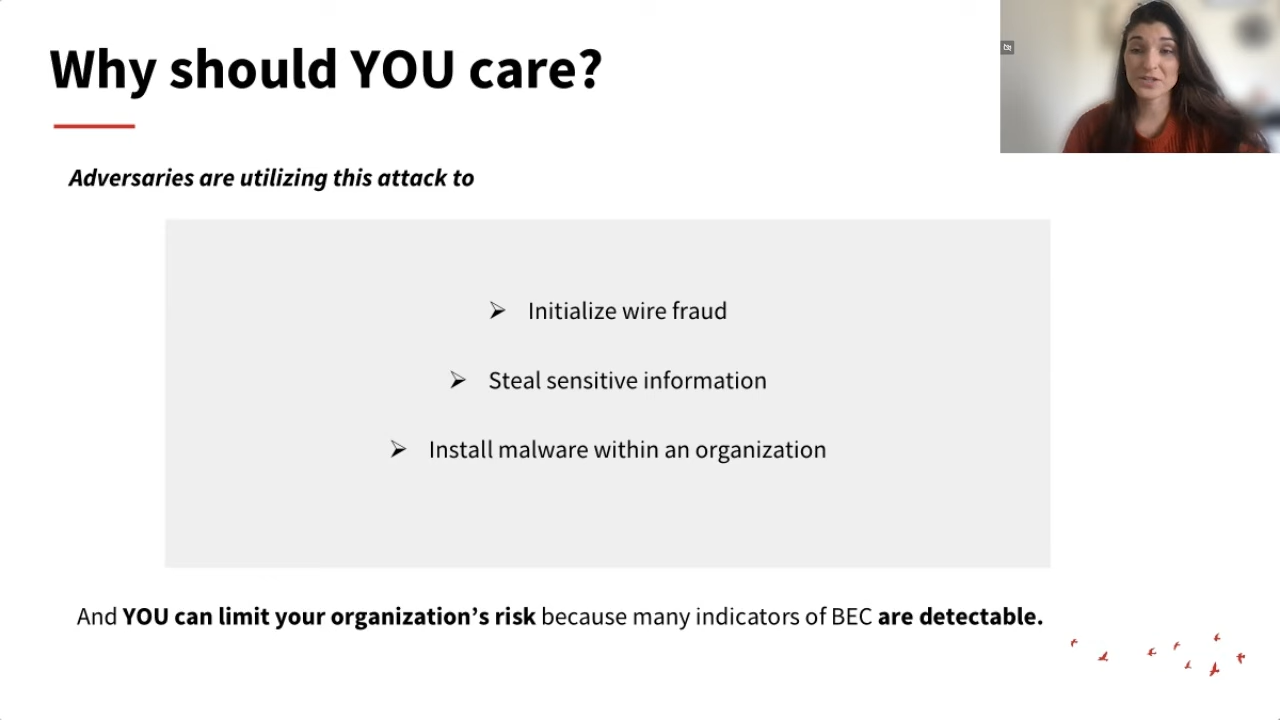 Why should YOU care?
Adversaries are utilizing this attack to
➢ Initialize wire fraud
➢ Steal sensitive information
➢ Install malware within an organization
And YOU can limit your organization’s risk because many indicators of BEC are detectable.